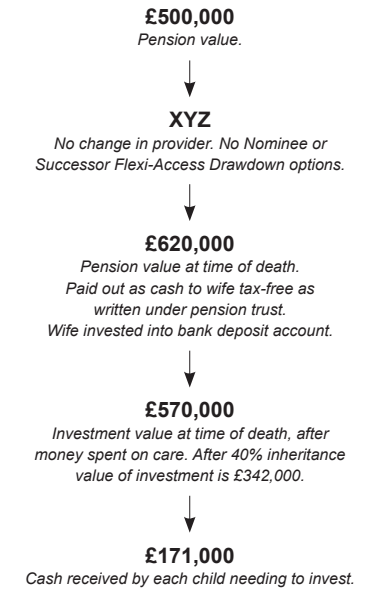 £500,000
Pension value.
XYZ
No change in provider. No Nominee or
Successor Flexi-Access Drawdown options.
£620,000
Pension value at time of death.
Paid out as cash to wife tax-free as
written under pension trust.
Wife invested into bank deposit account.
£570,000
Investment value at time of death, after
money spent on care. After 40% inheritance
value of investment is £342,000.
£171,000
Cash received by each child needing to invest.